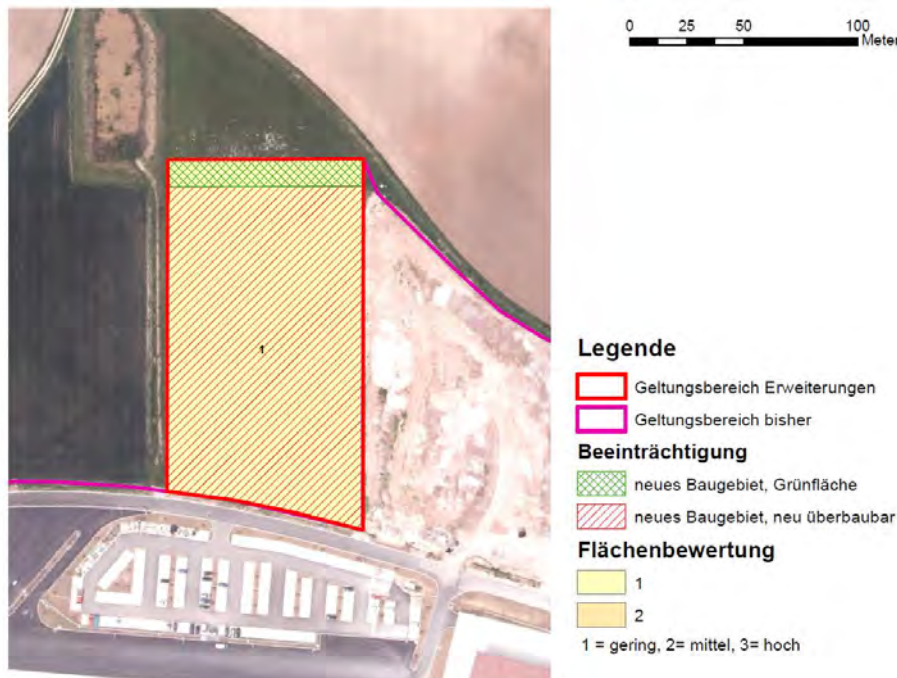 0 25 50 100
Meter
1
Legende
Geltungsbereich Erweiterungen
Geltungsbereich bisher
Beeinträchtigung
neues Baugebiet, Grünfläche
neues Baugebiet, neu überbaubar
Flächenbewertung
1
2
1 = gering, 2= mittel, 3= hoch